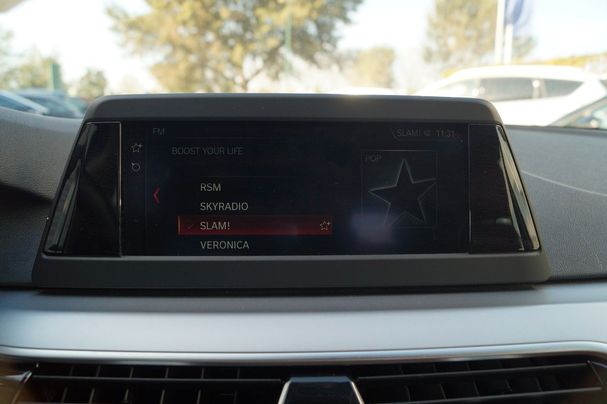 FM
SLAM! 11:31
BOOST YOUR LIFE
POP
RSM
SKYRADIO
SLAM!
VERONICA